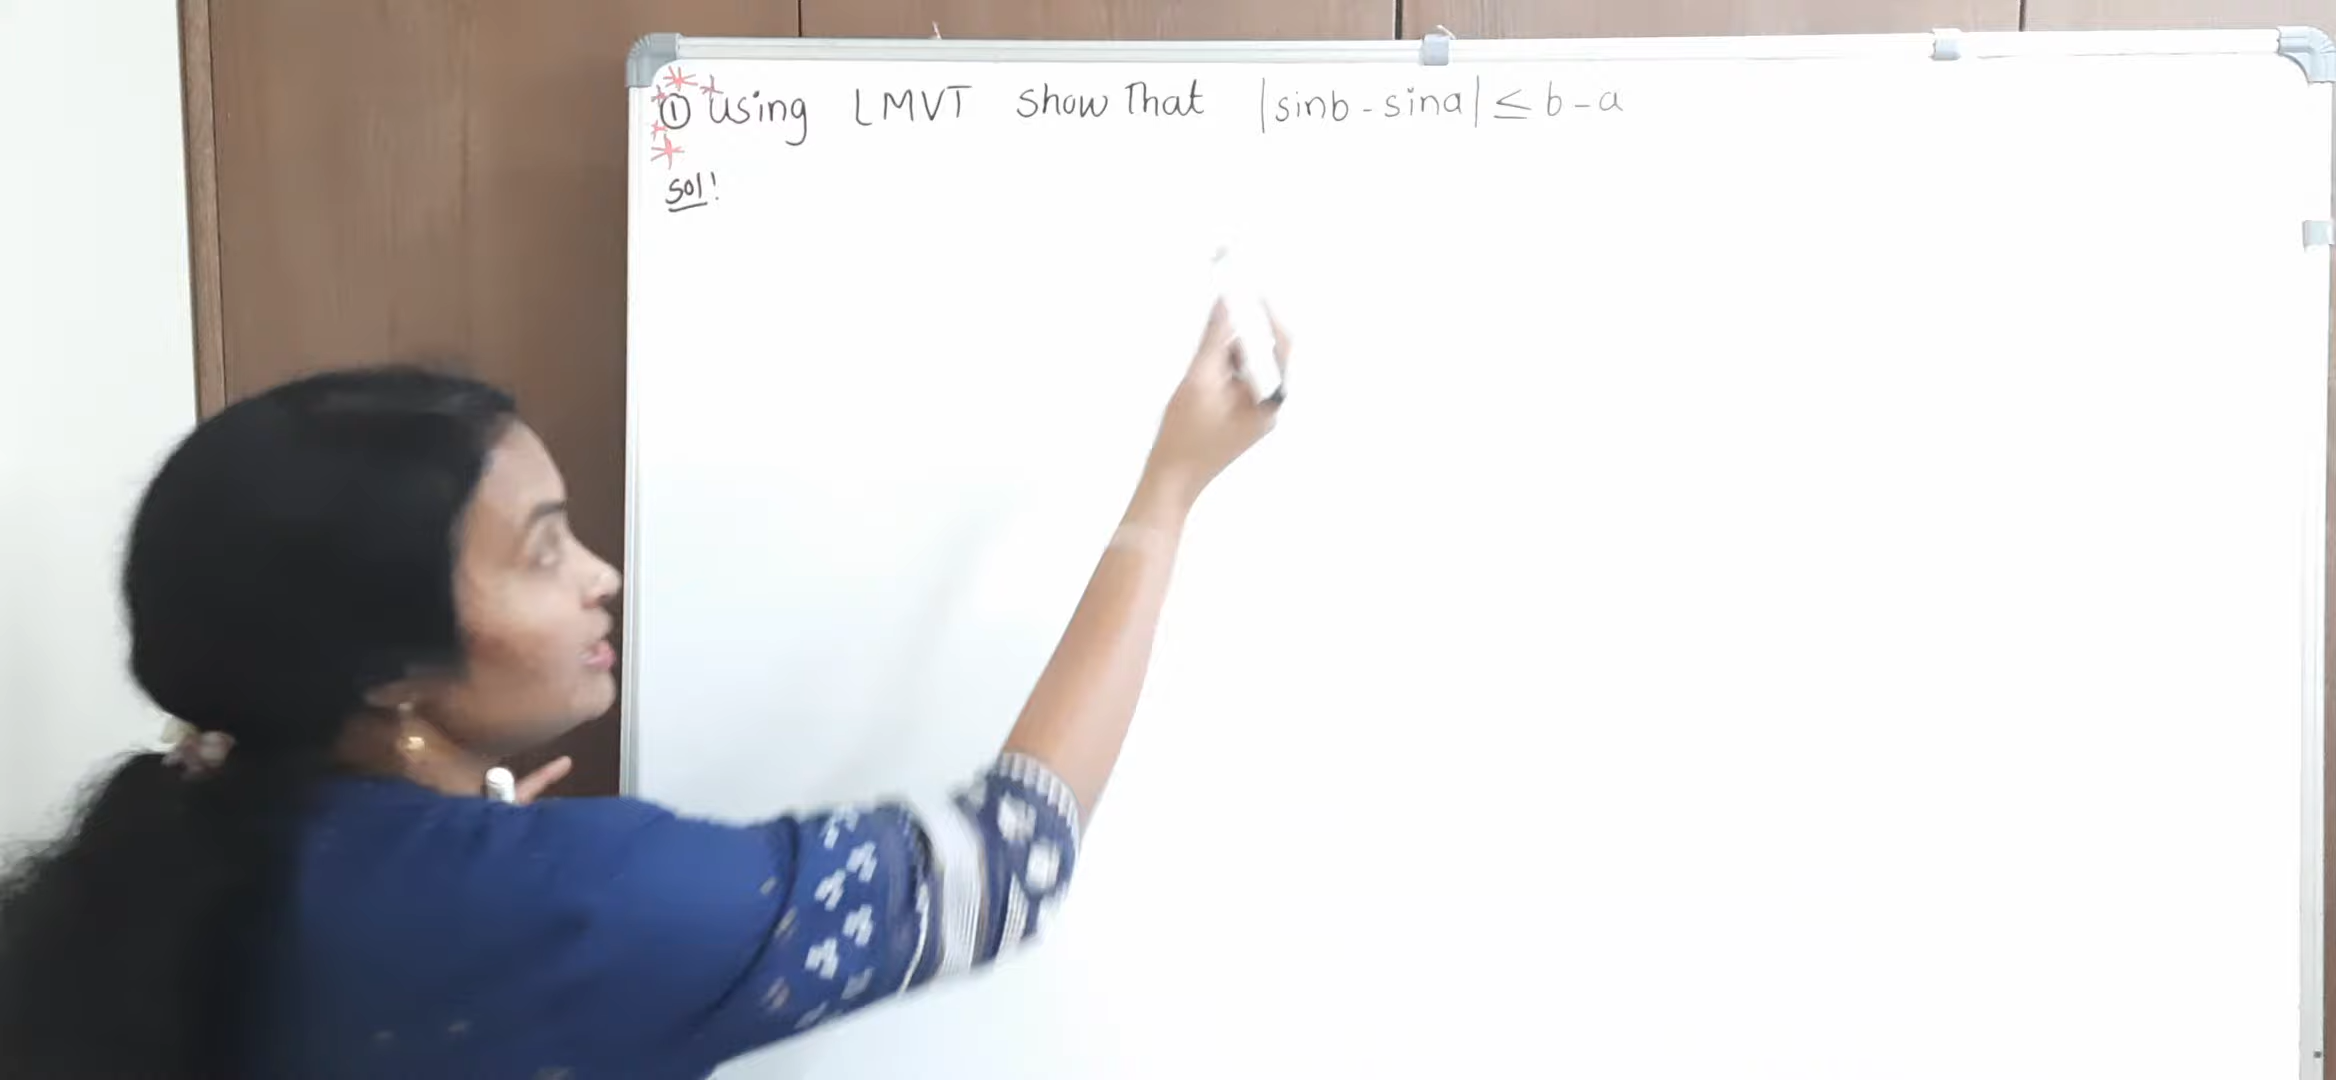 ① Using LMVT Show That |sinb - sina| ≤ b - a
Sol!